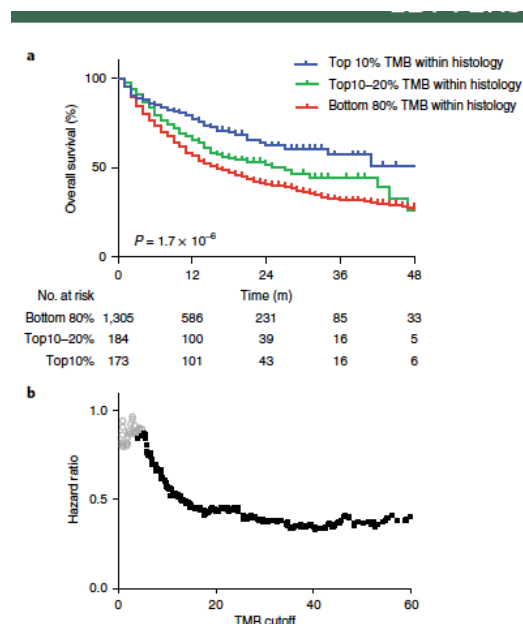 a
Top 10% TMB within histology
Top10–20% TMB within histology
Bottom 80% TMB within histology
100
50
0
Overall survival (%)
P = 1.7 × 10⁻⁶
0 12 24 36 48
No. at risk Time (m)
Bottom 80% 1,305 586 231 85 33
Top10–20% 184 100 39 16 5
Top10% 173 101 43 16 6
b
1.0
0.5
0.0
Hazard ratio
0 20 40 60
TMB cutoff